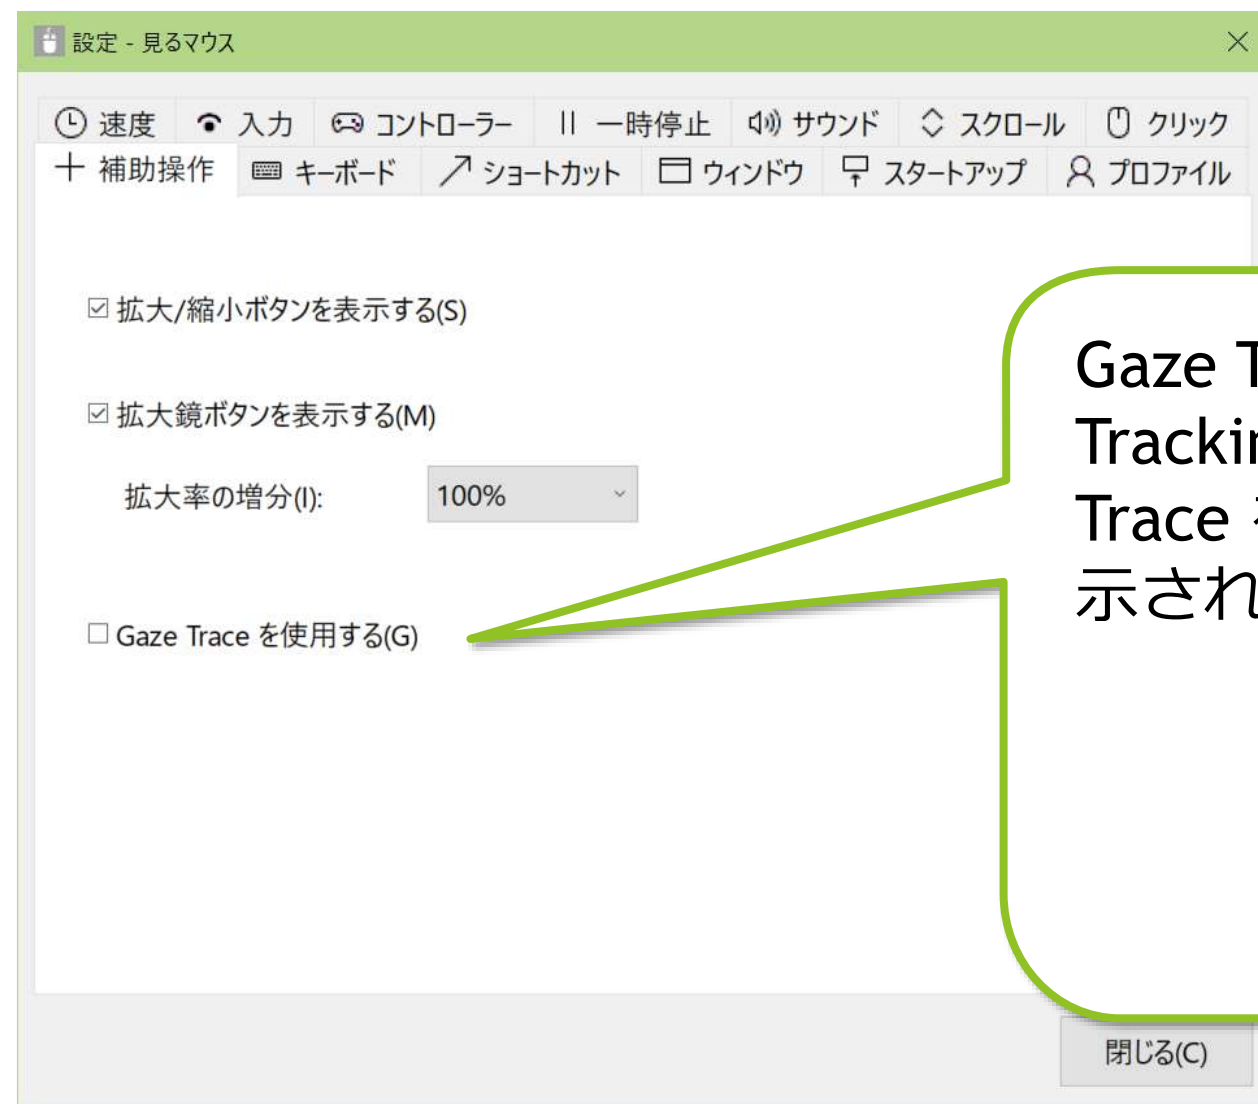 設定 - 見るマウス
速度 入力 コントローラー 一時停止 サウンド スクロール クリック
補助操作 キーボード ショートカット ウィンドウ スタートアップ プロファイル
拡大/縮小ボタンを表示する(S)
拡大鏡ボタンを表示する(M)
拡大率の増分(I): 100%
Gaze Trace を使用する(G)
Gaze
Trace
示され
閉じる(C)